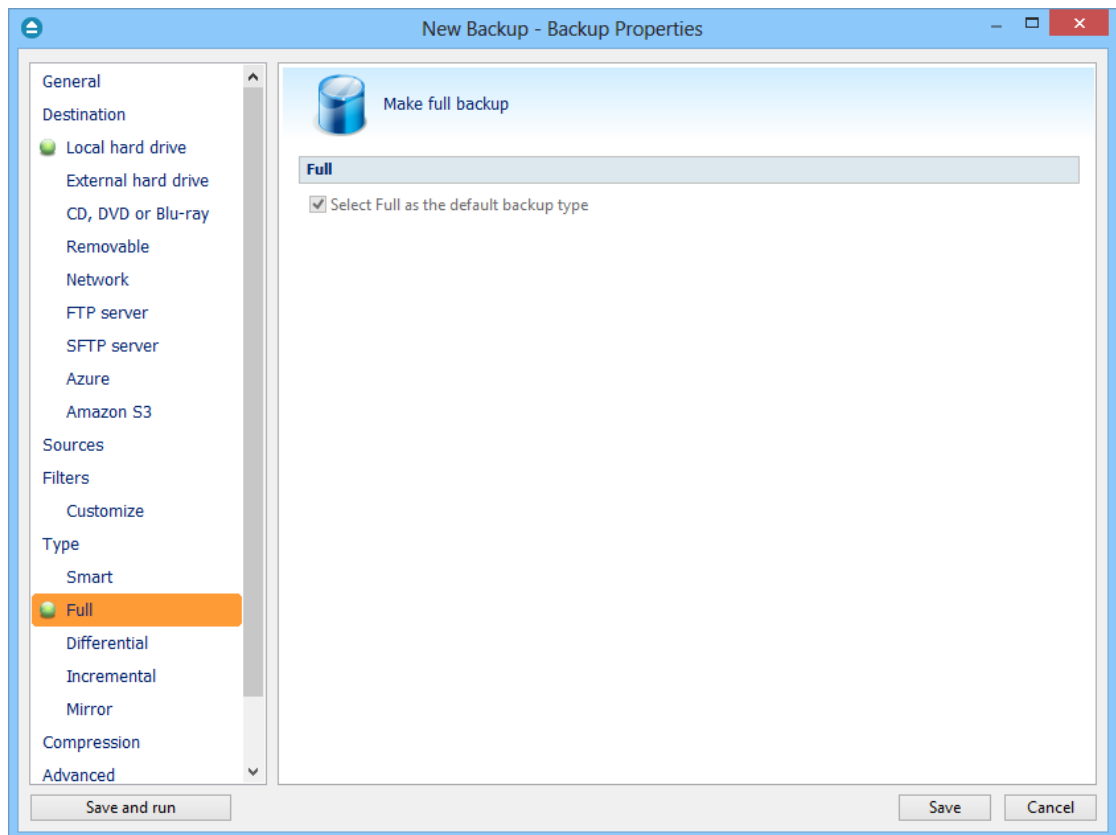 New Backup - Backup Properties
General
Destination
Local hard drive
External hard drive
CD, DVD or Blu-ray
Removable
Network
FTP server
SFTP server
Azure
Amazon S3
Sources
Filters
Customize
Type
Smart
Full
Differential
Incremental
Mirror
Compression
Advanced
Make full backup
Full
Select Full as the default backup type
Save and run
Save
Cancel